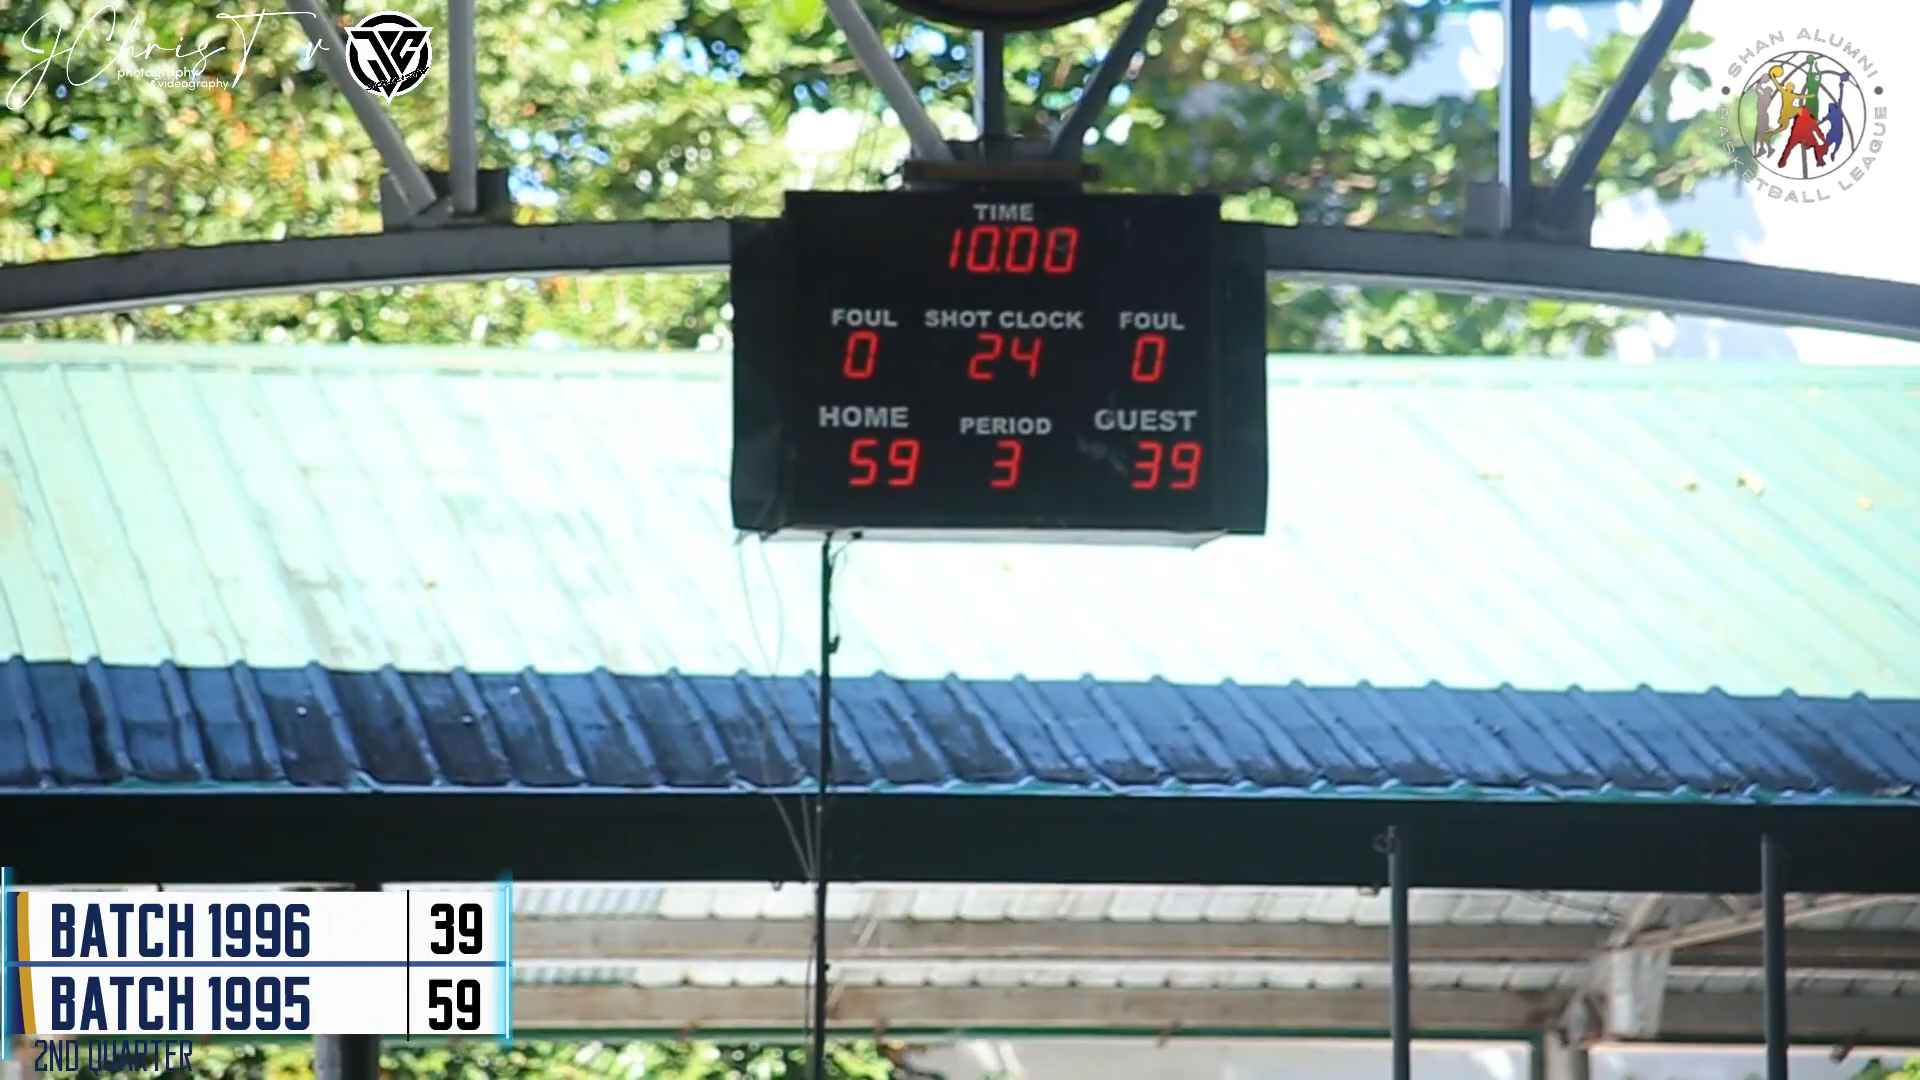 JChris T
photography
& videography
SHAN ALUMNI
BASKETBALL LEAGUE
TIME
10:00
FOUL SHOT CLOCK FOUL
0 24 0
HOME PERIOD GUEST
59 3 39
BATCH 1996 39
BATCH 1995 59
2ND QUARTER